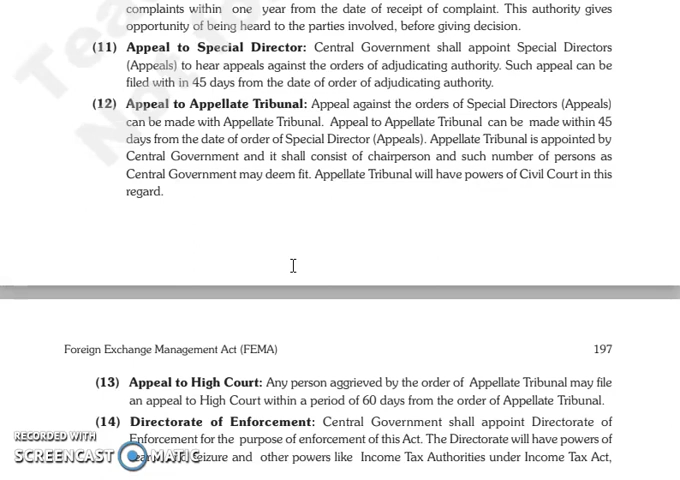 complaints within one year from the date of receipt of complaint. This authority gives
opportunity of being heard to the parties involved, before giving decision.
(11) Appeal to Special Director: Central Government shall appoint Special Directors
(Appeals) to hear appeals against the orders of adjudicating authority. Such appeal can be
filed with in 45 days from the date of order of adjudicating authority.
(12) Appeal to Appellate Tribunal: Appeal against the orders of Special Directors (Appeals)
can be made with Appellate Tribunal. Appeal to Appellate Tribunal can be made within 45
days from the date of order of Special Director (Appeals). Appellate Tribunal is appointed by
Central Government and it shall consist of chairperson and such number of persons as
Central Government may deem fit. Appellate Tribunal will have powers of Civil Court in this
regard.
Foreign Exchange Management Act (FEMA) 197
(13) Appeal to High Court: Any person aggrieved by the order of Appellate Tribunal may file
an appeal to High Court within a period of 60 days from the order of Appellate Tribunal.
(14) Directorate of Enforcement: Central Government shall appoint Directorate of
Enforcement for the purpose of enforcement of this Act. The Directorate will have powers of
seizure and other powers like Income Tax Authorities under Income Tax Act,
RECORDED WITH
SCREENCAST MATIC